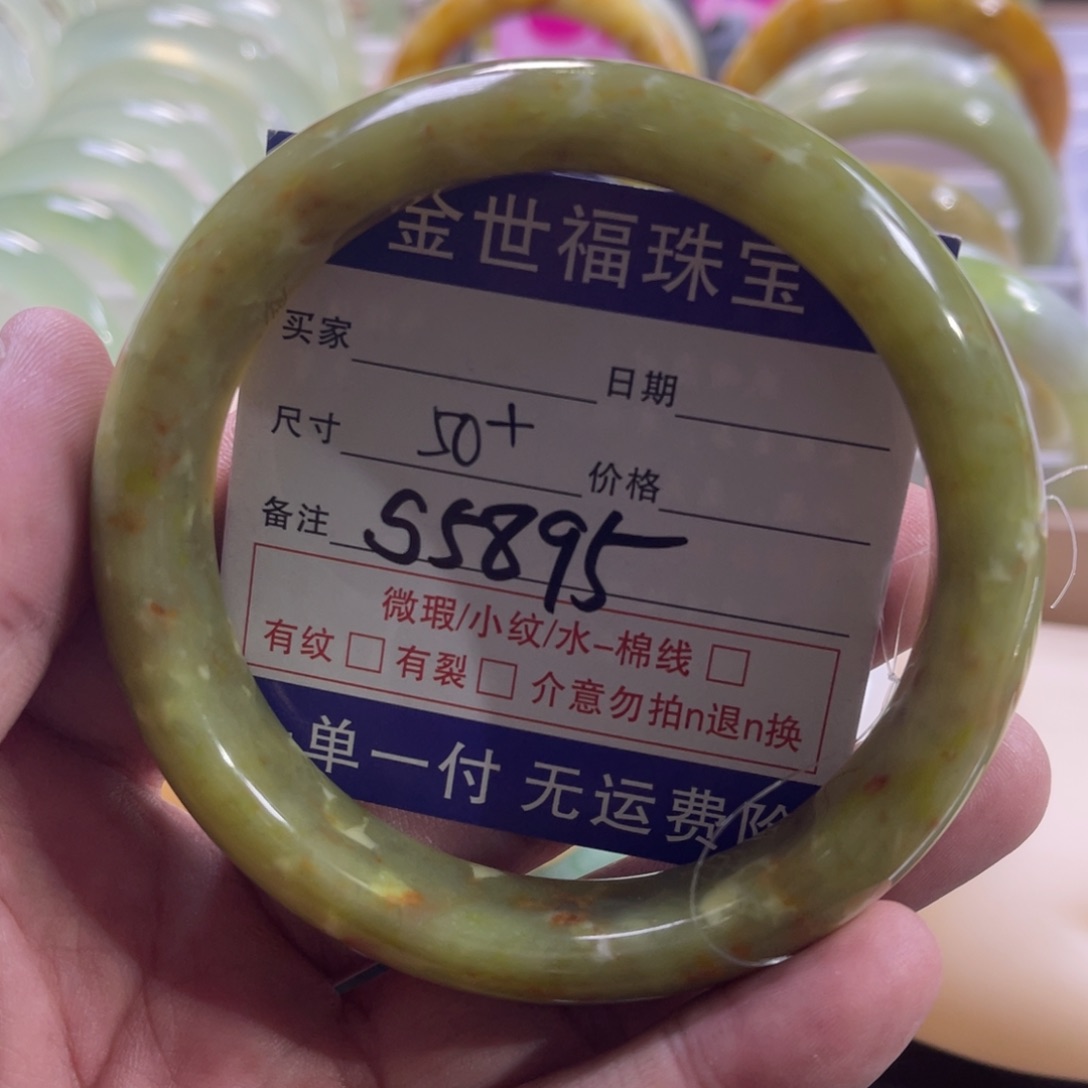 金世福珠宝
买家 日期
尺寸 50+ 价格
备注 S5895
微瑕/小纹/水-棉线 □
有纹 □ 有裂 □ 介意勿拍n退n换
单一付 无运费险